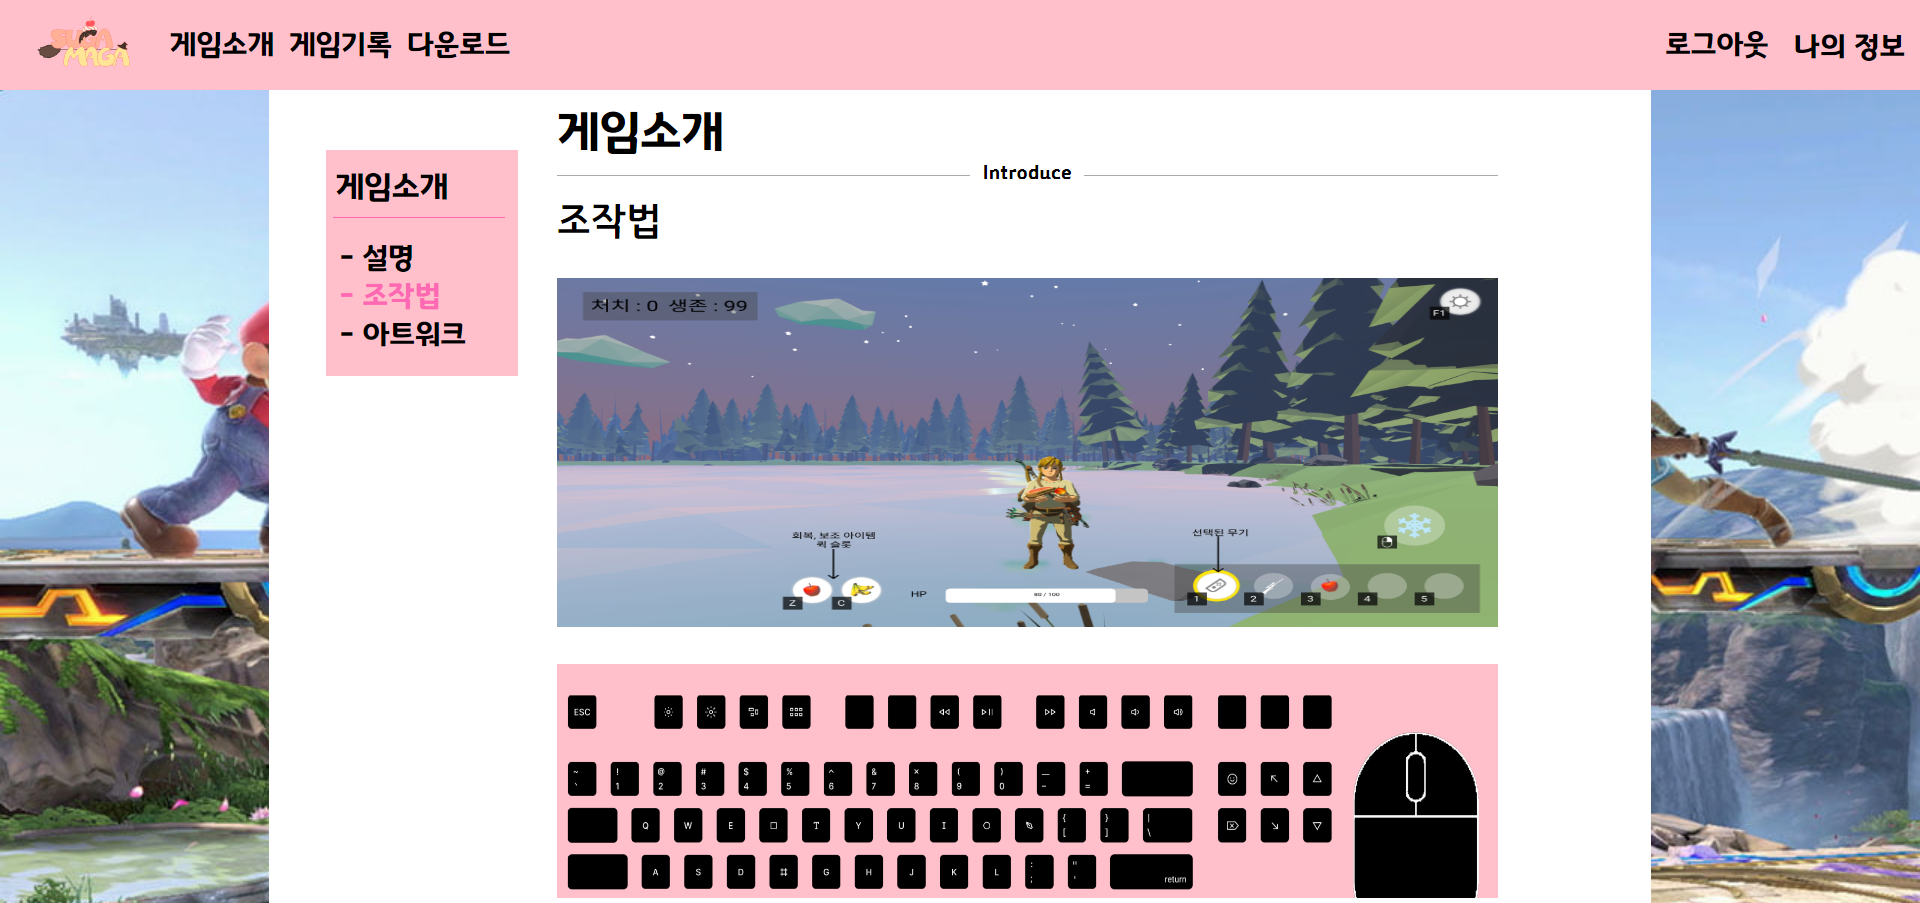 SUDA
MAGA
게임소개 게임기록 다운로드
로그아웃 나의 정보
게임소개
- 설명
- 조작법
- 아트워크
게임소개
Introduce
조작법
처치 : 0 생존 : 99
F1
회복, 보조 아이템
퀵 슬롯
선택된 무기
Z C HP 80 / 100 1 2 3 4 5
ESC
~ ! @ # $ % ^ & × ( ) — +
` 1 2 3 4 5 6 7 8 9 0 - =
Q W E T Y U I O { } |
[ ] \
A S D G H J K L : "
; ' return